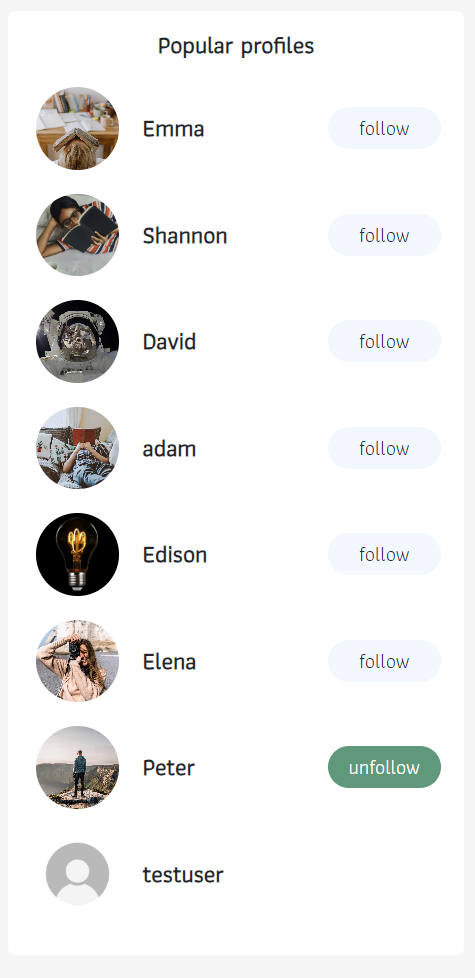 Popular profiles
Emma follow
Shannon follow
David follow
adam follow
Edison follow
Elena follow
Peter unfollow
testuser